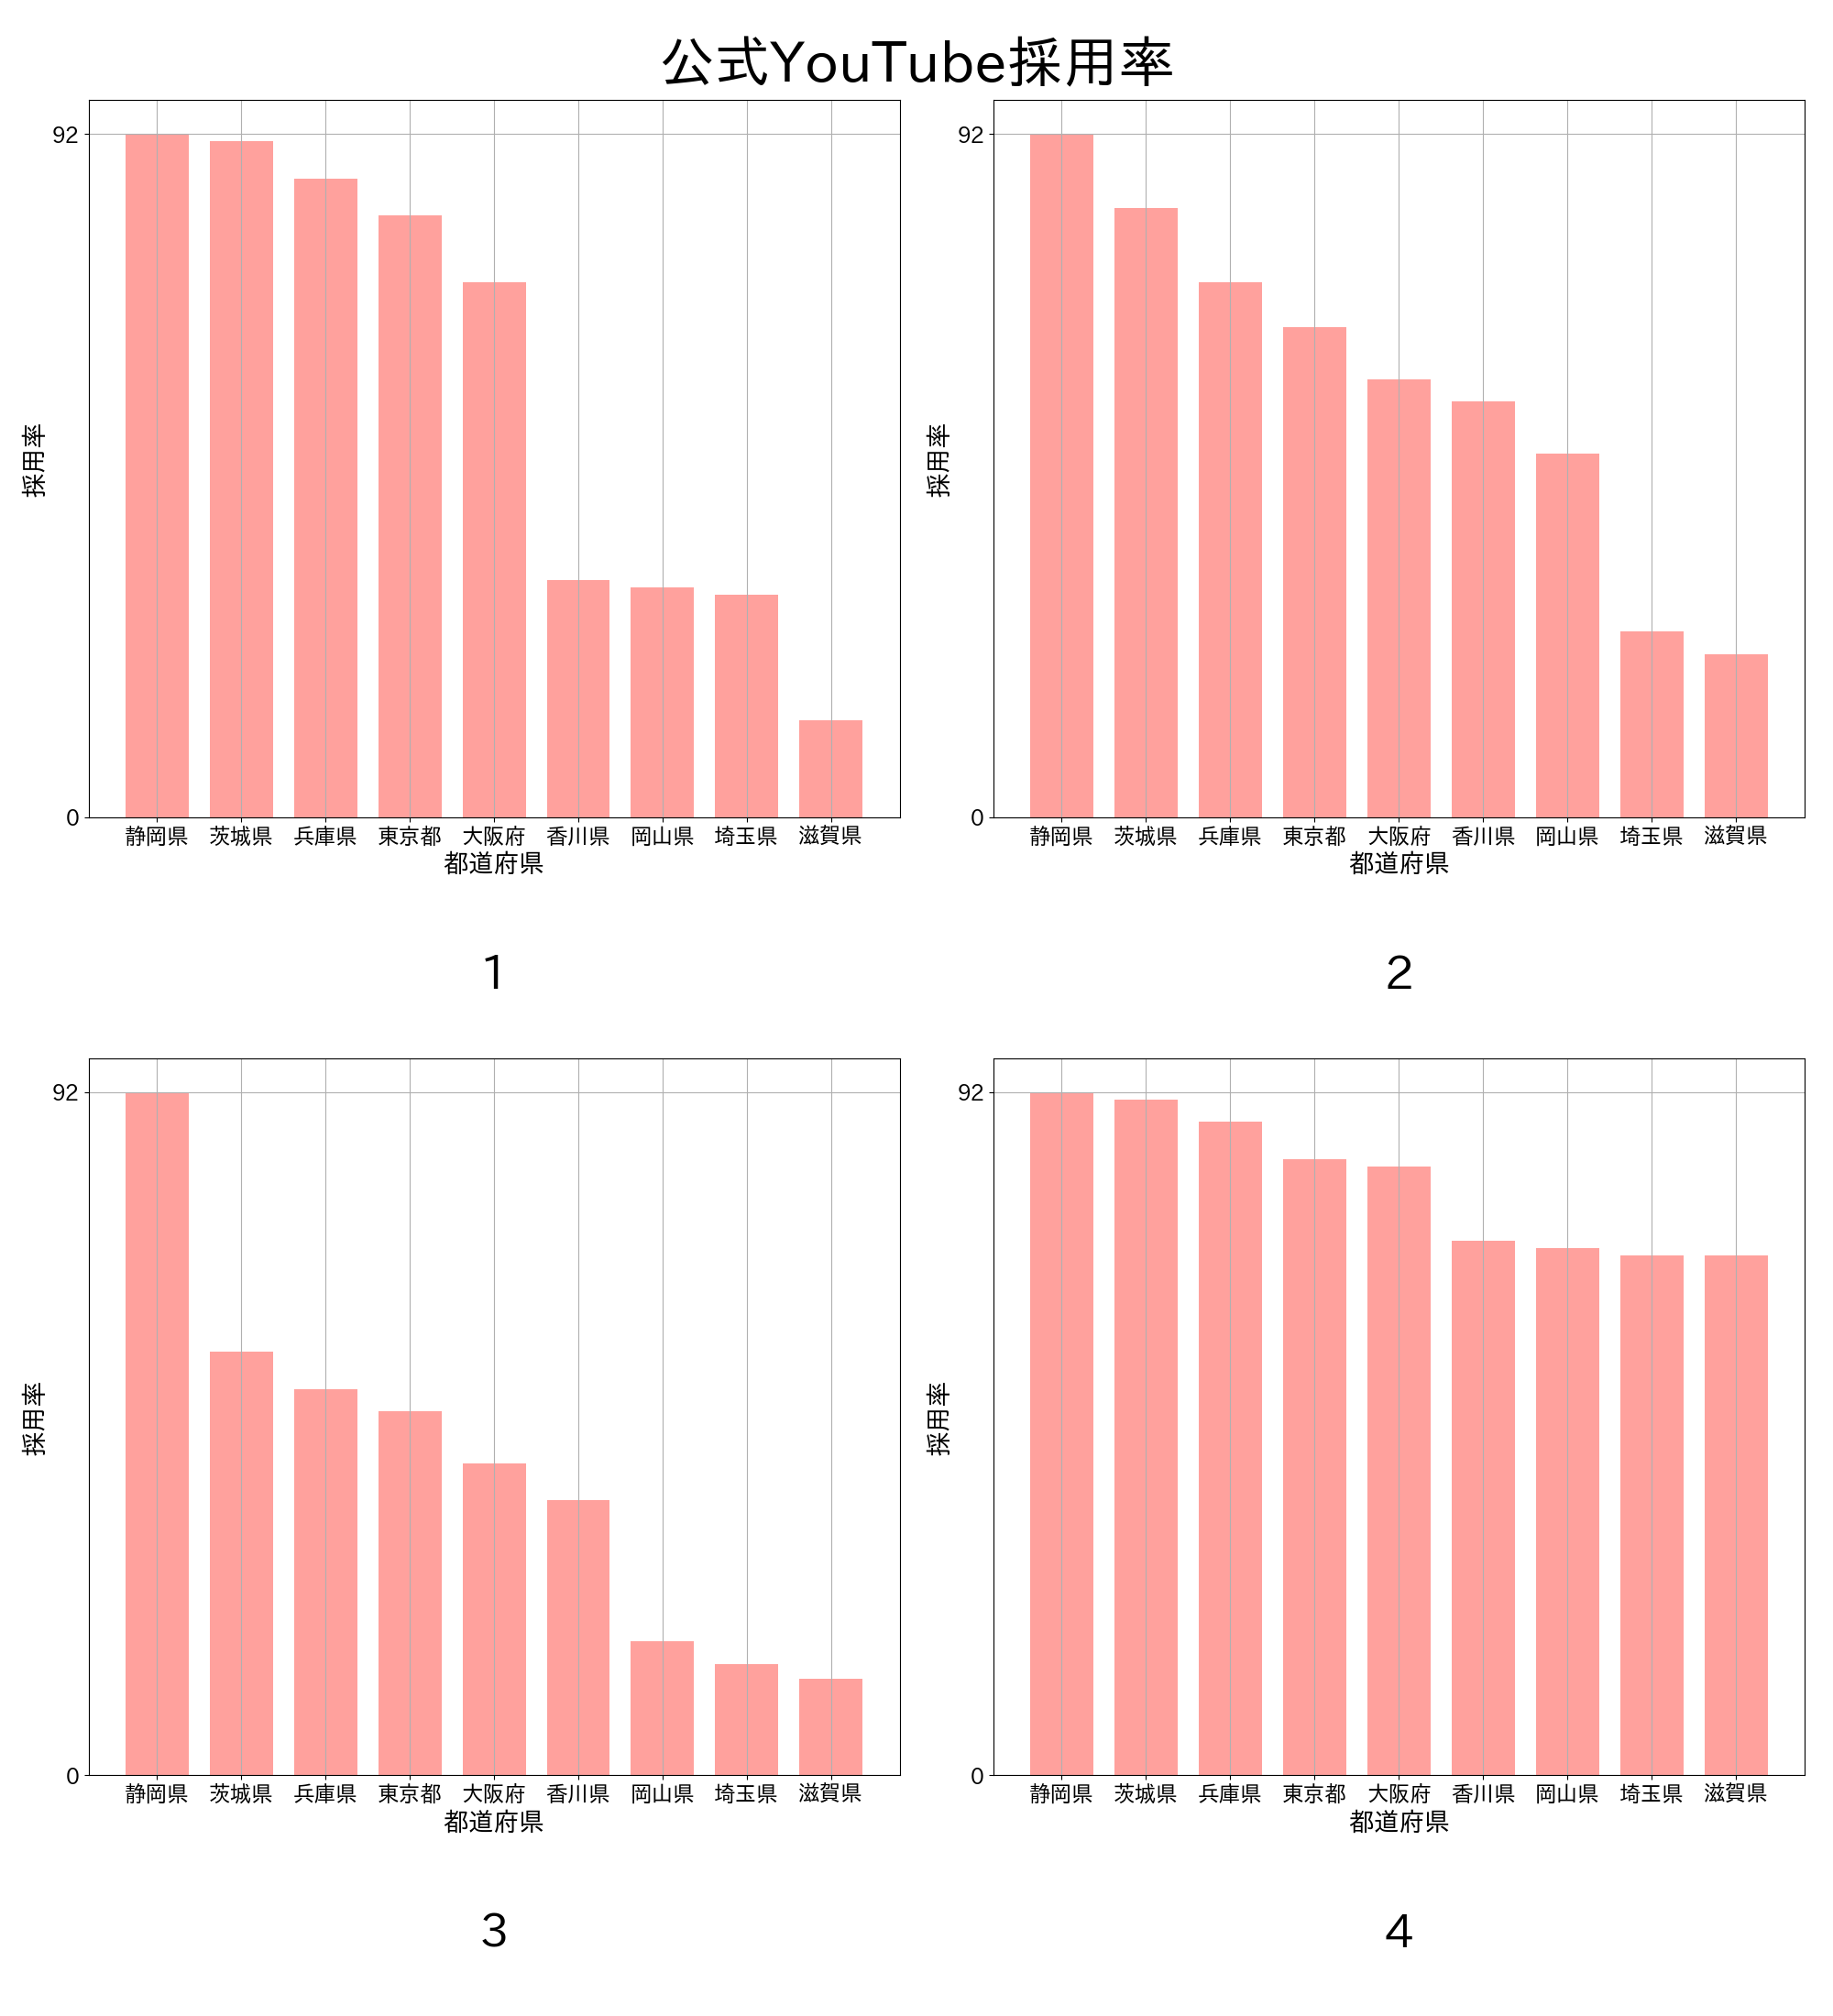 公式YouTube採用率
92
0
採用率
静岡県 茨城県 兵庫県 東京都 大阪府 香川県 岡山県 埼玉県 滋賀県
都道府県
1
92
0
採用率
静岡県 茨城県 兵庫県 東京都 大阪府 香川県 岡山県 埼玉県 滋賀県
都道府県
2
92
0
採用率
静岡県 茨城県 兵庫県 東京都 大阪府 香川県 岡山県 埼玉県 滋賀県
都道府県
3
92
0
採用率
静岡県 茨城県 兵庫県 東京都 大阪府 香川県 岡山県 埼玉県 滋賀県
都道府県
4